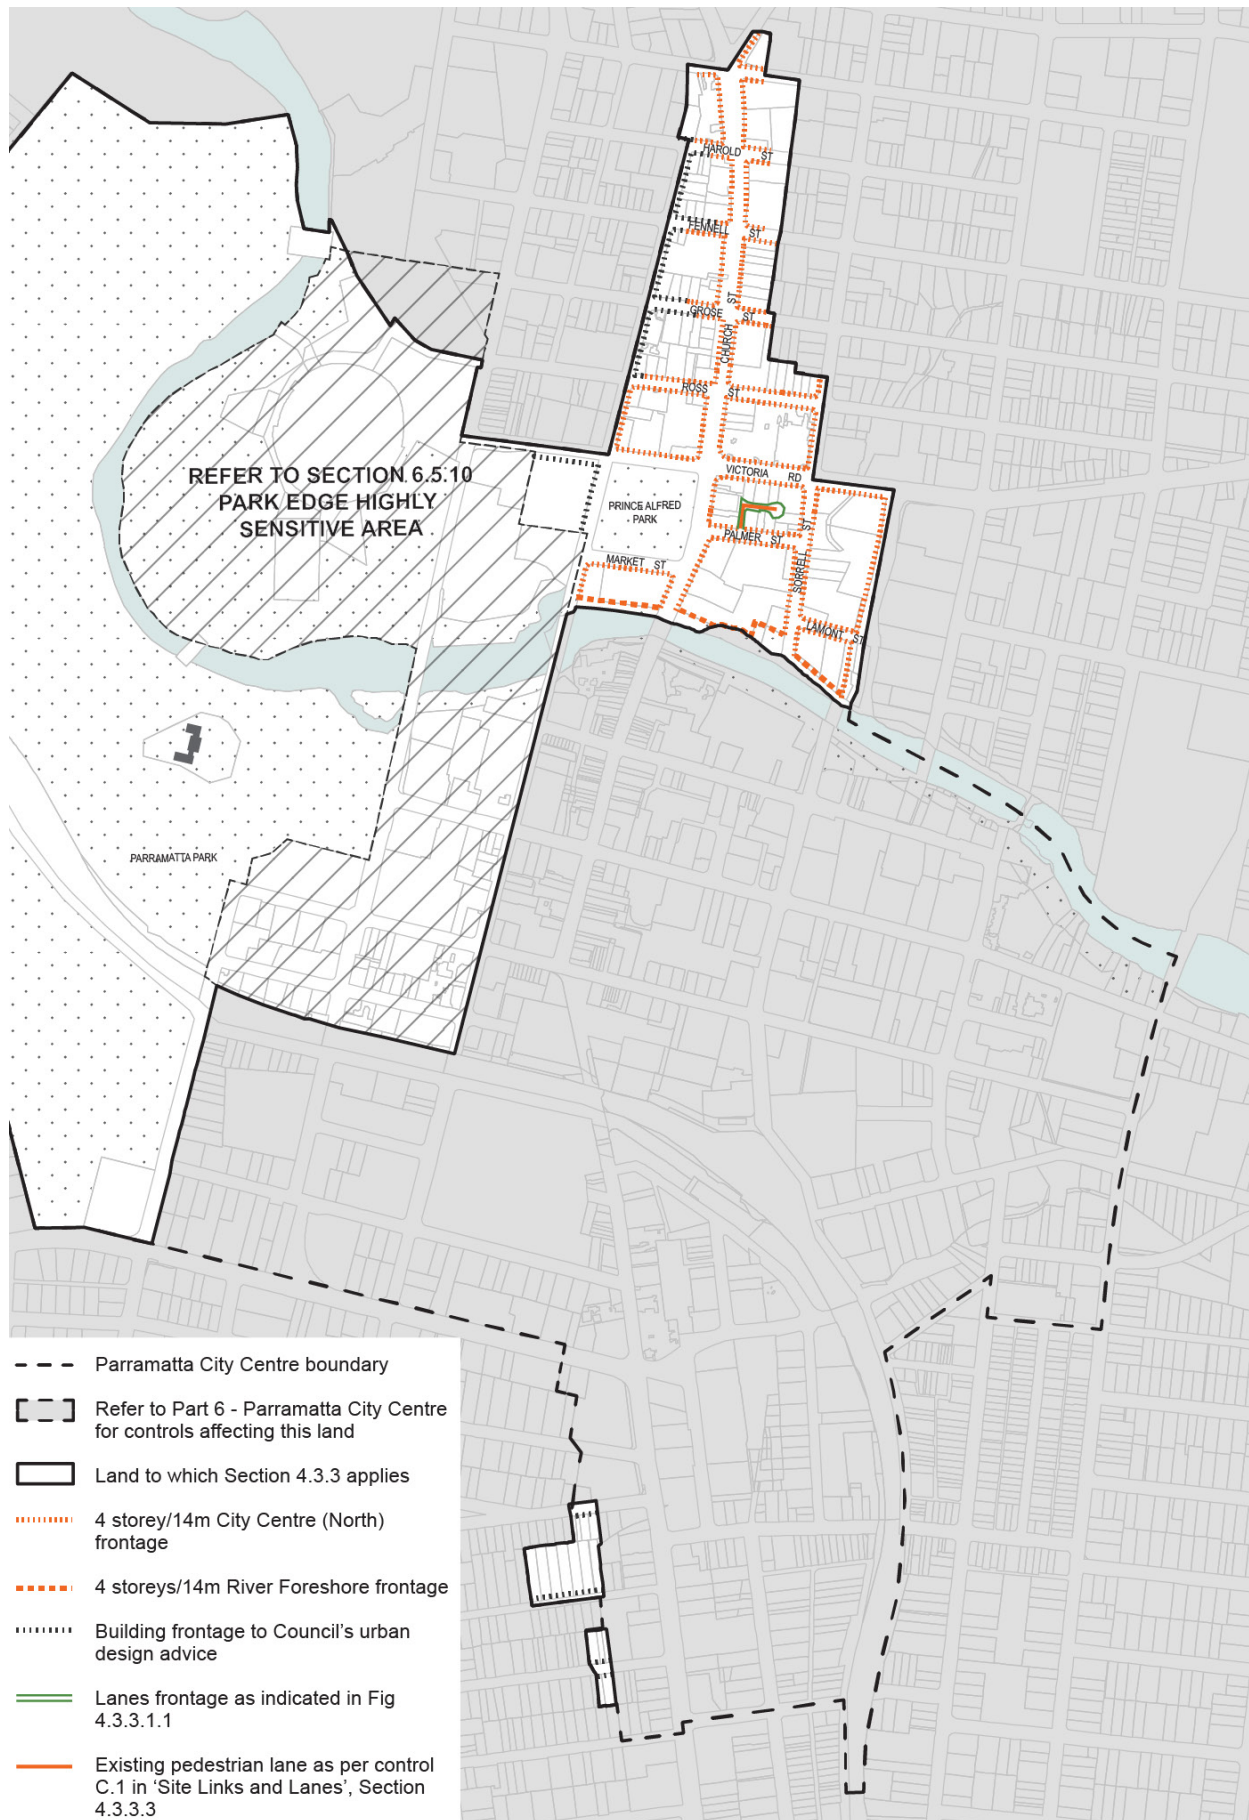 HAROLD ST
FENNELL ST
GROSE ST
CHURCH ST
ROSS ST
REFER TO SECTION 6.5.10
PARK EDGE HIGHLY
SENSITIVE AREA
VICTORIA RD
PRINCE ALFRED
PARK
PALMER ST
SORRELL ST
MARKET ST
LAMONT ST
PARRAMATTA PARK
Parramatta City Centre boundary
Refer to Part 6 - Parramatta City Centre
for controls affecting this land
Land to which Section 4.3.3 applies
4 storey/14m City Centre (North)
frontage
4 storeys/14m River Foreshore frontage
Building frontage to Council's urban
design advice
Lanes frontage as indicated in Fig
4.3.3.1.1
Existing pedestrian lane as per control
C.1 in 'Site Links and Lanes', Section
4.3.3.3